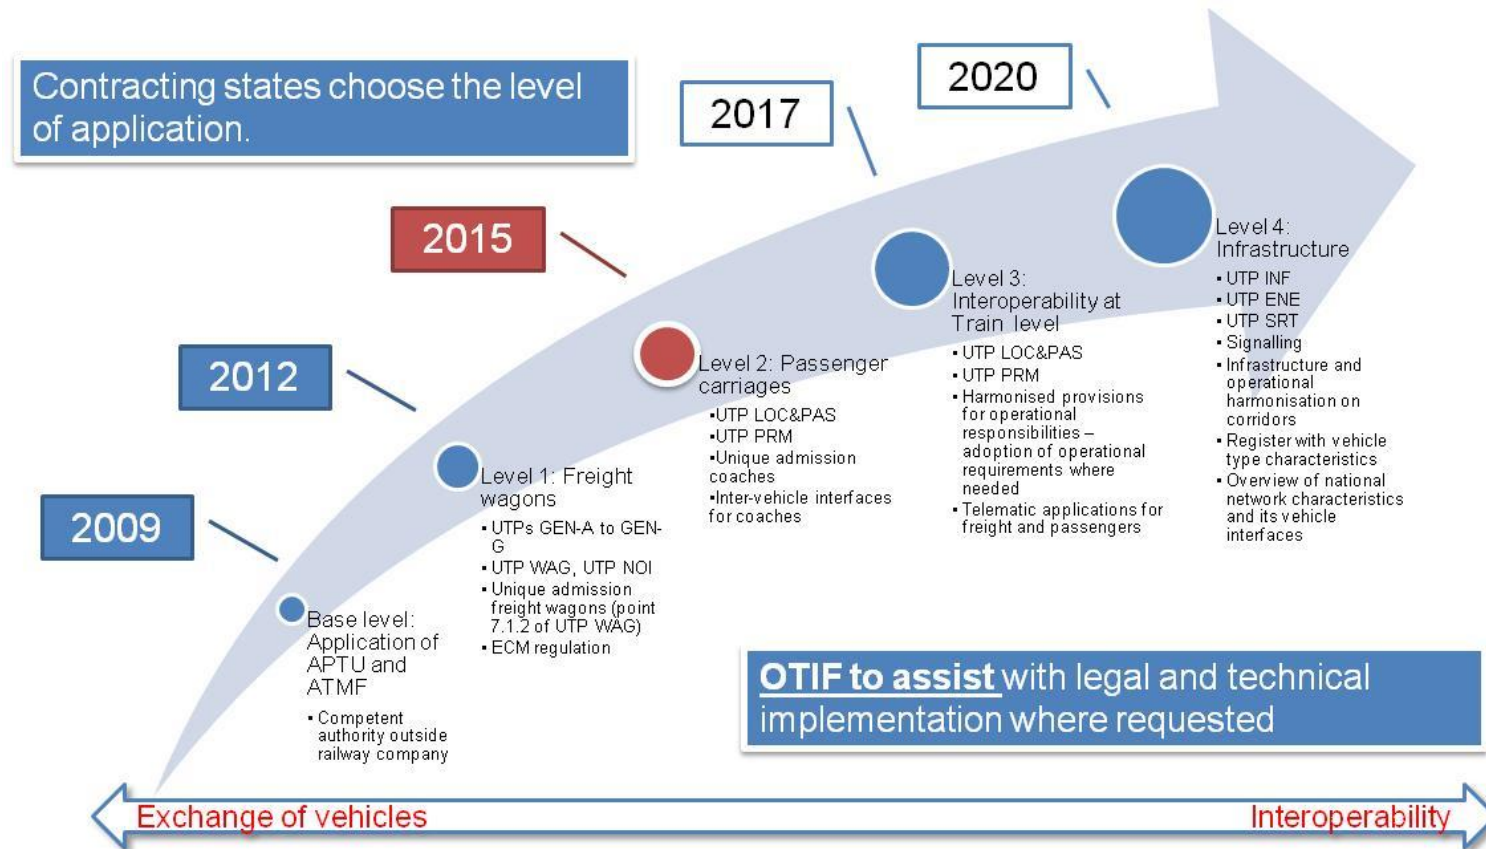 Contracting states choose the level
of application.
2009
2012
2015
2017
2020
Base level:
Application of
APTU and
ATMF
▪ Competent
authority outside
railway company
Level 1: Freight
wagons
▪ UTPs GEN-A to GEN-
G
▪ UTP WAG, UTP NOI
▪ Unique admission
freight wagons (point
7.1.2 of UTP WAG)
▪ ECM regulation
Level 2: Passenger
carriages
▪UTP LOC&PAS
▪UTP PRM
▪Unique admission
coaches
▪Inter-vehicle interfaces
for coaches
Level 3:
Interoperability at
Train level
▪ UTP LOC&PAS
▪ UTP PRM
▪ Harmonised provisions
for operational
responsibilities –
adoption of operational
requirements where
needed
▪ Telematic applications for
freight and passengers
Level 4:
Infrastructure
▪ UTP INF
▪ UTP ENE
▪ UTP SRT
▪ Signalling
▪ Infrastructure and
operational
harmonisation on
corridors
▪ Register with vehicle
type characteristics
▪ Overview of national
network characteristics
and its vehicle
interfaces
OTIF to assist with legal and technical
implementation where requested
Exchange of vehicles
Interoperability